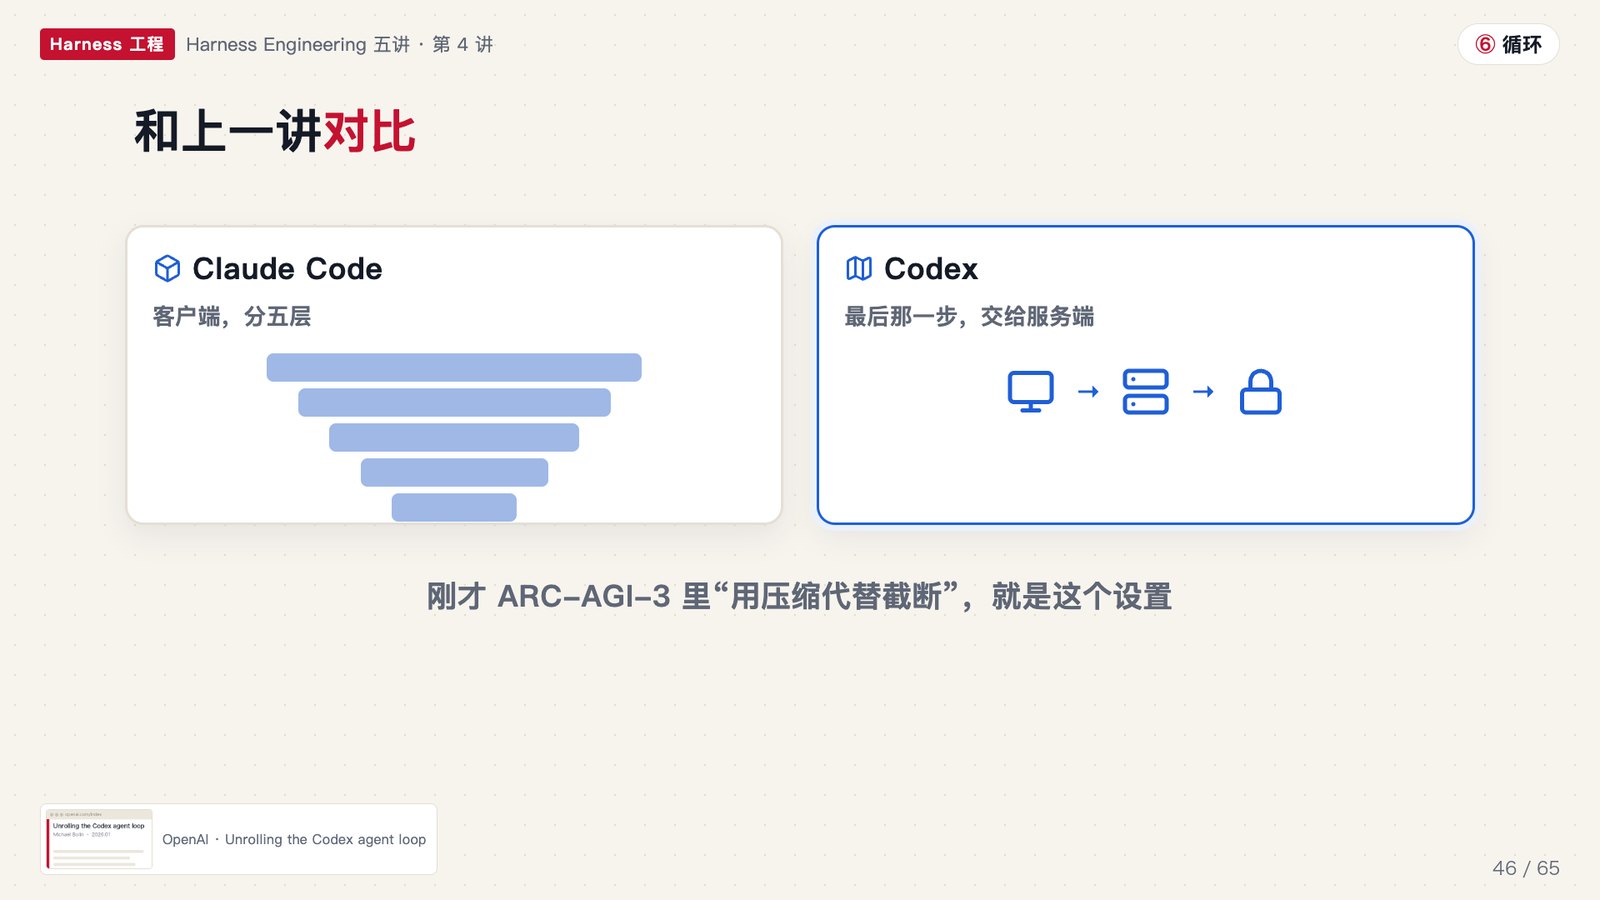 Harness 工程
Harness Engineering 五讲 · 第 4 讲
⑥ 循环
和上一讲对比
Claude Code
客户端，分五层
Codex
最后那一步，交给服务端
刚才 ARC-AGI-3 里“用压缩代替截断”，就是这个设置
Unrolling the Codex agent loop
OpenAI · Unrolling the Codex agent loop
46 / 65